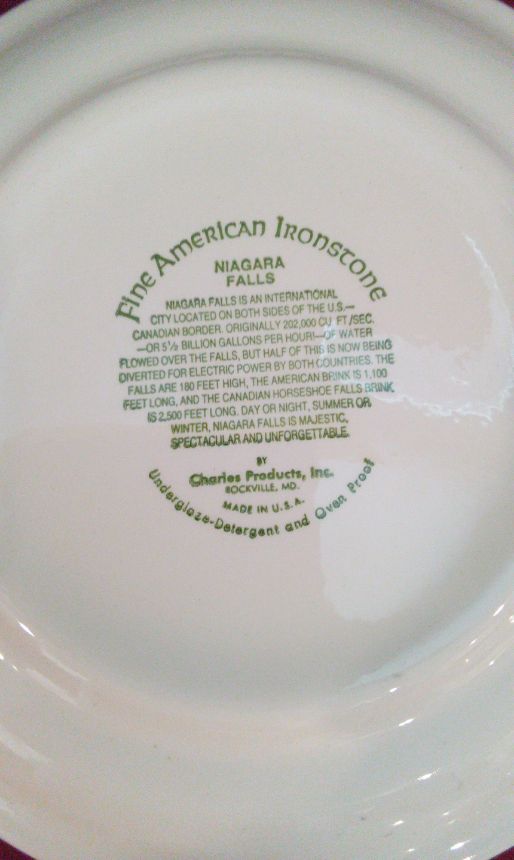 Fine American Ironstone
NIAGARA
FALLS
NIAGARA FALLS IS AN INTERNATIONAL
CITY LOCATED ON BOTH SIDES OF THE U.S.—
CANADIAN BORDER. ORIGINALLY 202,000 CU. FT./SEC.
—OR 5½ BILLION GALLONS PER HOUR!—OF WATER
FLOWED OVER THE FALLS, BUT HALF OF THIS IS NOW BEING
DIVERTED FOR ELECTRIC POWER BY BOTH COUNTRIES. THE
FALLS ARE 180 FEET HIGH, THE AMERICAN BRINK IS 1,100
FEET LONG, AND THE CANADIAN HORSESHOE FALLS BRINK
IS 2,500 FEET LONG. DAY OR NIGHT, SUMMER OR
WINTER, NIAGARA FALLS IS MAJESTIC,
SPECTACULAR AND UNFORGETTABLE.
BY
Charles Products, Inc.
ROCKVILLE, MD.
MADE IN U.S.A.
Underglaze-Detergent and Oven Proof